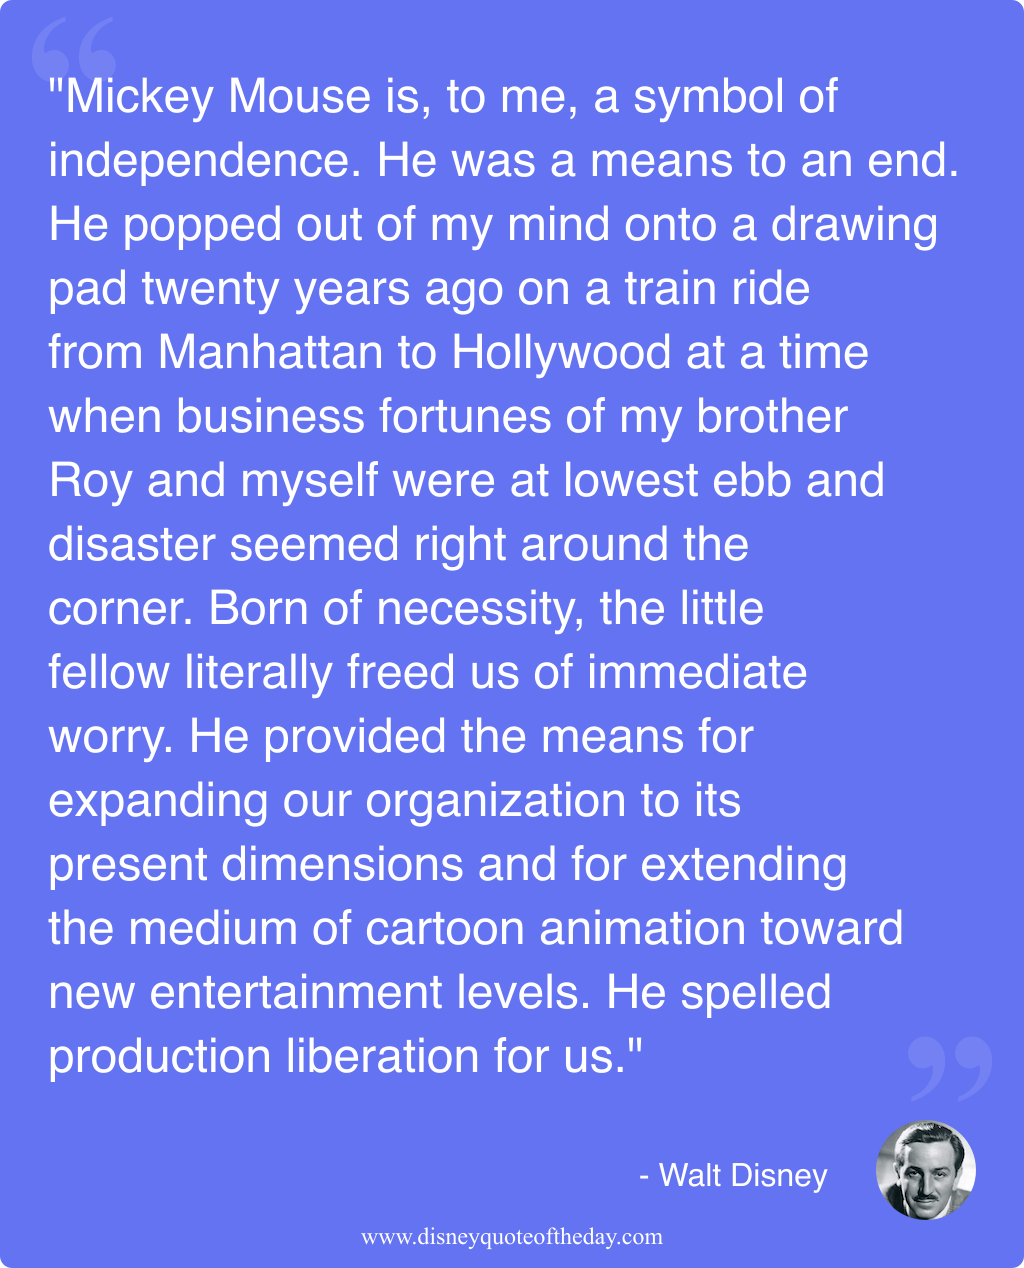 "Mickey Mouse is, to me, a symbol of
independence. He was a means to an end.
He popped out of my mind onto a drawing
pad twenty years ago on a train ride
from Manhattan to Hollywood at a time
when business fortunes of my brother
Roy and myself were at lowest ebb and
disaster seemed right around the
corner. Born of necessity, the little
fellow literally freed us of immediate
worry. He provided the means for
expanding our organization to its
present dimensions and for extending
the medium of cartoon animation toward
new entertainment levels. He spelled
production liberation for us."
- Walt Disney
www.disneyquoteoftheday.com